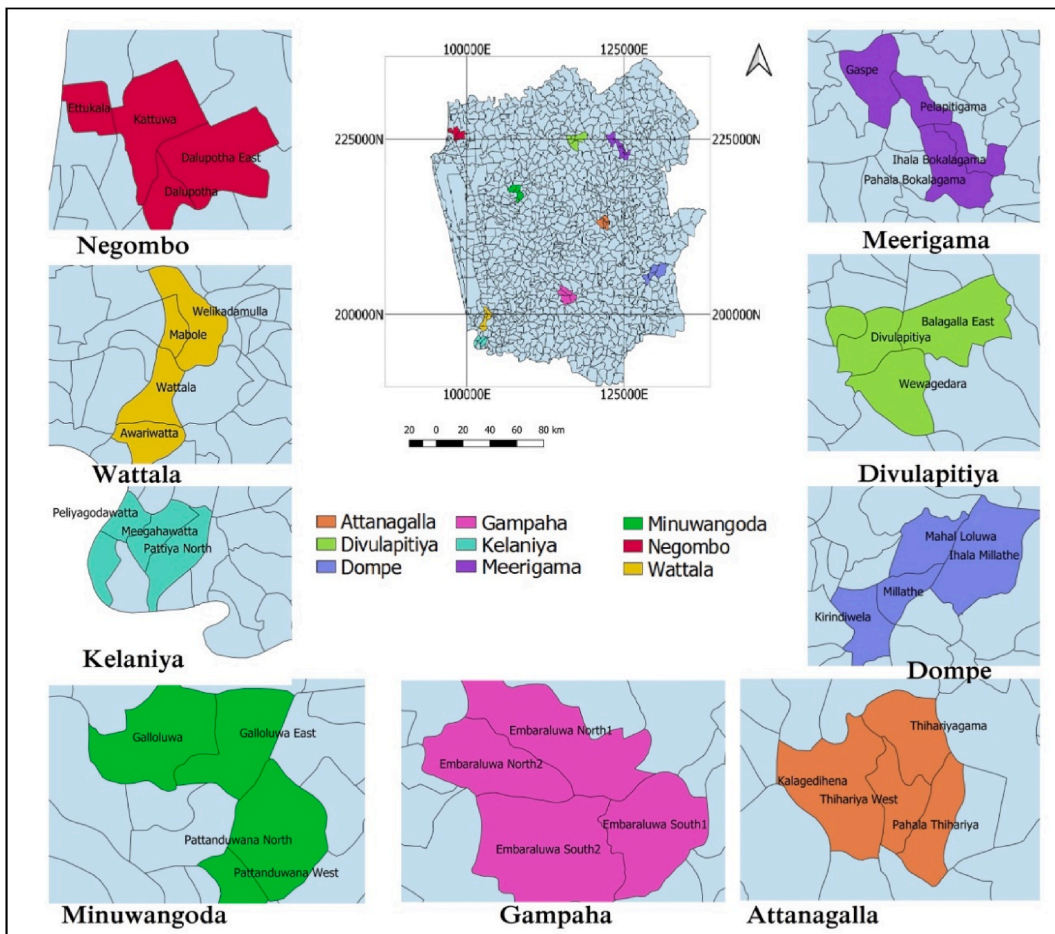 Ettukala
Kattuwa
Dalupotha East
Dalupotha
Negombo
100000E
125000E
225000N
225000N
200000N
200000N
100000E
125000E
20 0 20 40 60 80 km
Gaspe
Pelapitigama
Ihala Bokalagama
Pahala Bokalagama
Meerigama
Welikadamulla
Mabole
Wattala
Awariwatta
Wattala
Balagalla East
Divulapitiya
Wewagedara
Divulapitiya
Peliyagodawatta
Meegahawatta
Pattiya North
Kelaniya
Attanagalla
Divulapitiya
Dompe
Gampaha
Kelaniya
Meerigama
Minuwangoda
Negombo
Wattala
Mahal Loluwa
Ihala Millathe
Millathe
Kirindiwela
Dompe
Galloluwa East
Galloluwa
Pattanduwana North
Pattanduwana West
Minuwangoda
Embaraluwa North1
Embaraluwa North2
Embaraluwa South1
Embaraluwa South2
Gampaha
Thihariyagama
Kalagedihena
Thihariya West
Pahala Thihariya
Attanagalla